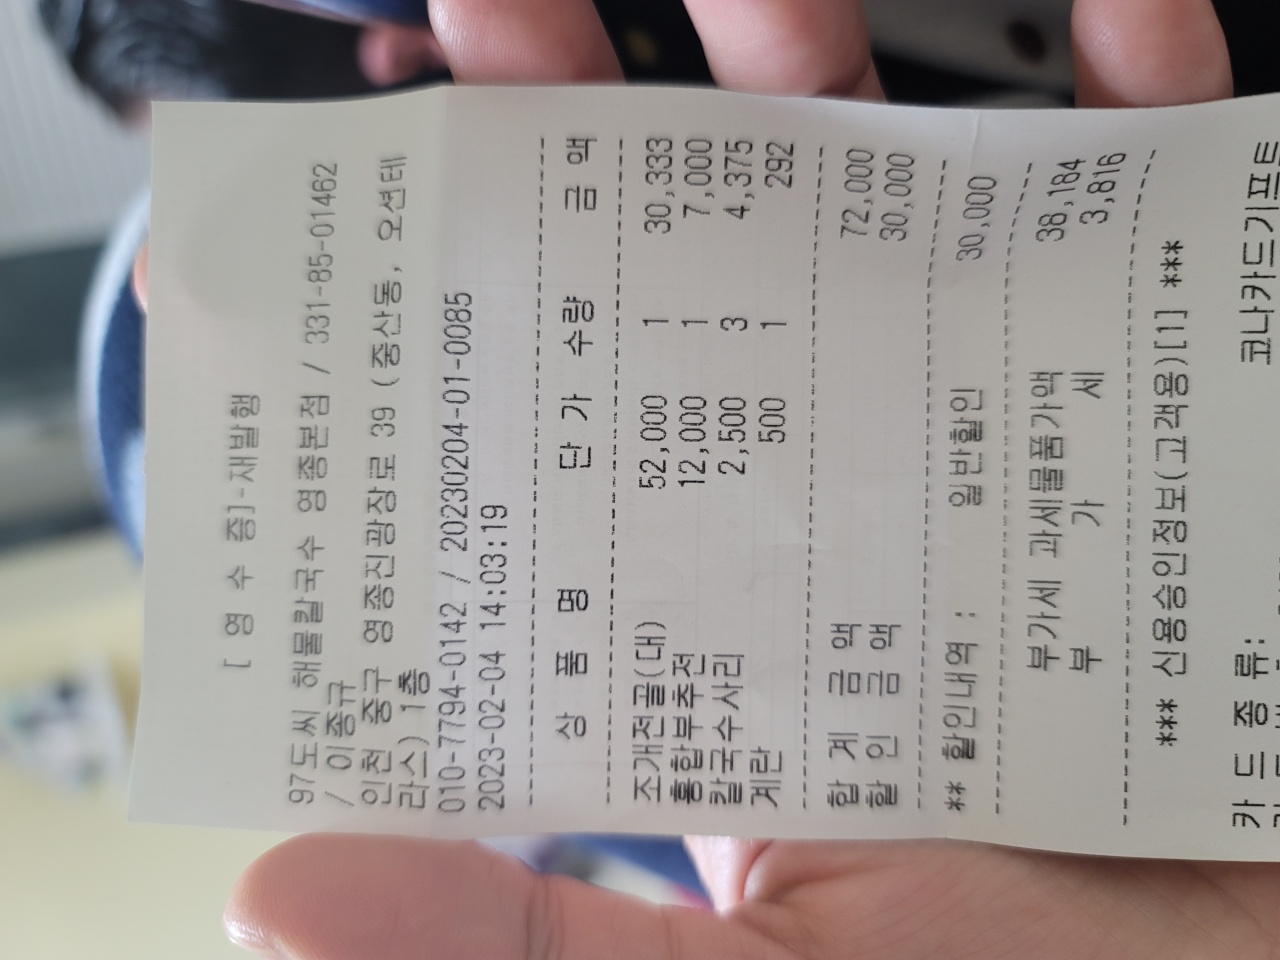 [ 영 수 증]-재발행
97도씨 해물칼국수 영종본점 / 331-85-01462
/ 이종규
인천 중구 영종진광장로 39 (중산동, 오션테
라스) 1층
010-7794-0142 / 20230204-01-0085
2023-02-04 14:03:19
상 품 명 단 가 수량 금 액
조개전골(대) 52,000 1 30,333
홍합부추전 12,000 1 7,000
칼국수사리 2,500 3 4,375
계란 500 1 292
합 계 금 액 72,000
할 인 금 액 30,000
** 할인내역 : 일반할인 30,000
부가세 과세물품가액 38,184
부 가 세 3,816
*** 신용승인정보(고객용)[1] ***
카 드 종 류: 코나카드기프트